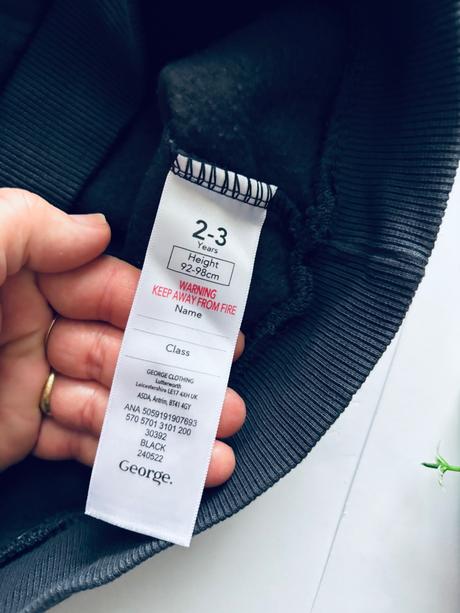 2-3
Years
Height
92-98cm
WARNING
KEEP AWAY FROM FIRE
Name
Class
GEORGE CLOTHING
Lutterworth
Leicestershire LE17 4XH UK
ASDA, Antrim, BT41 4GY
ANA 5059191907693
570 5701 3101 200
30392
BLACK
240522
George.